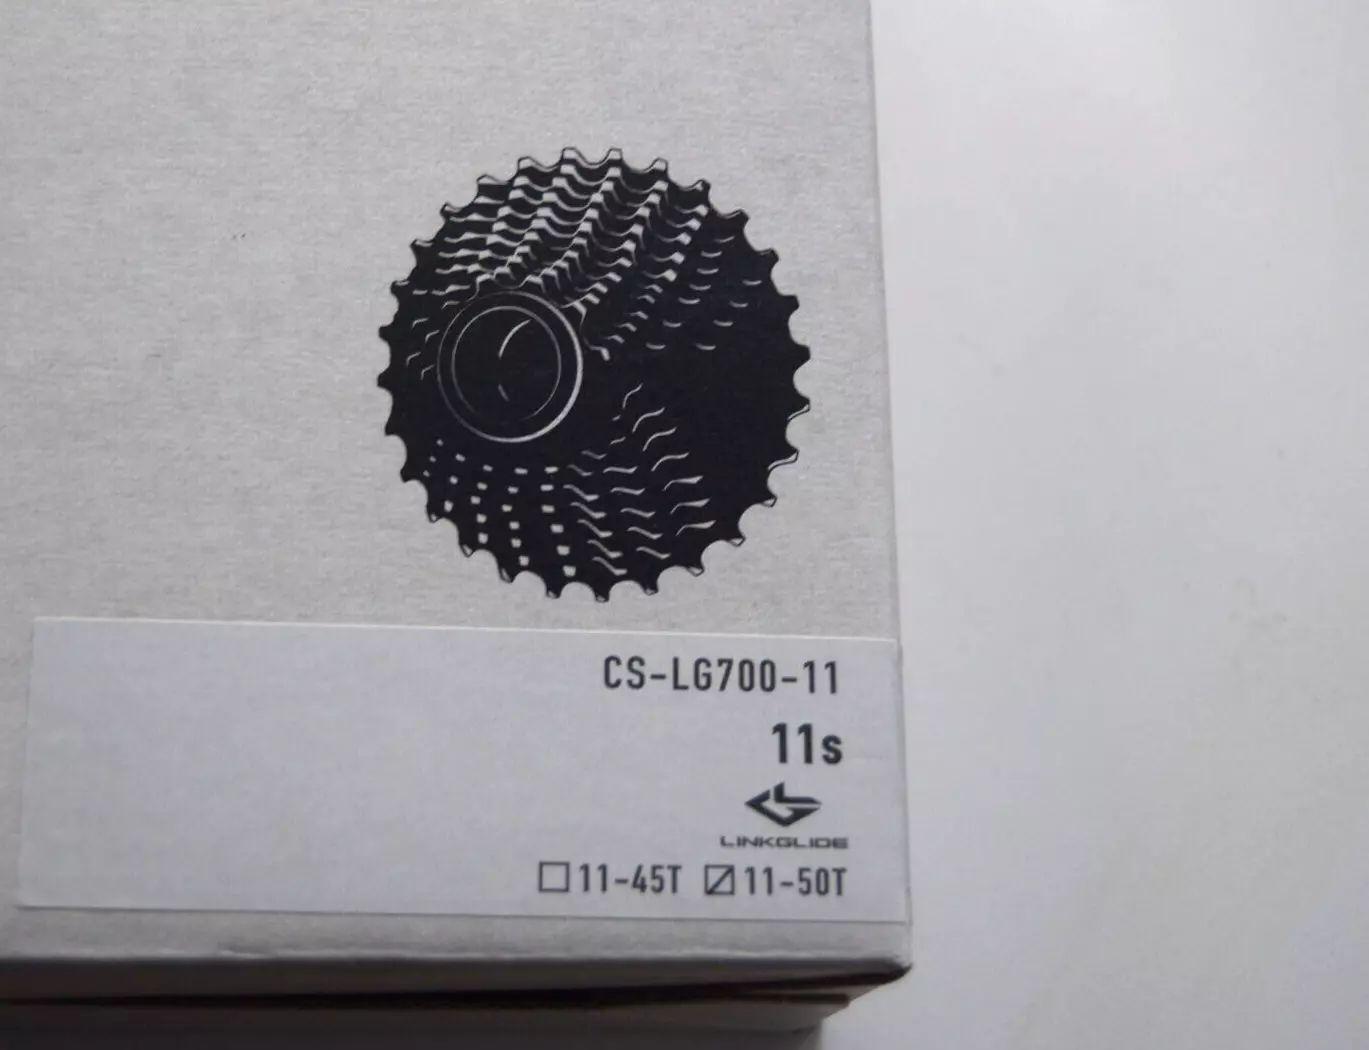 CS-LG700-11
11s
LINKGLIDE
11-45T 11-50T